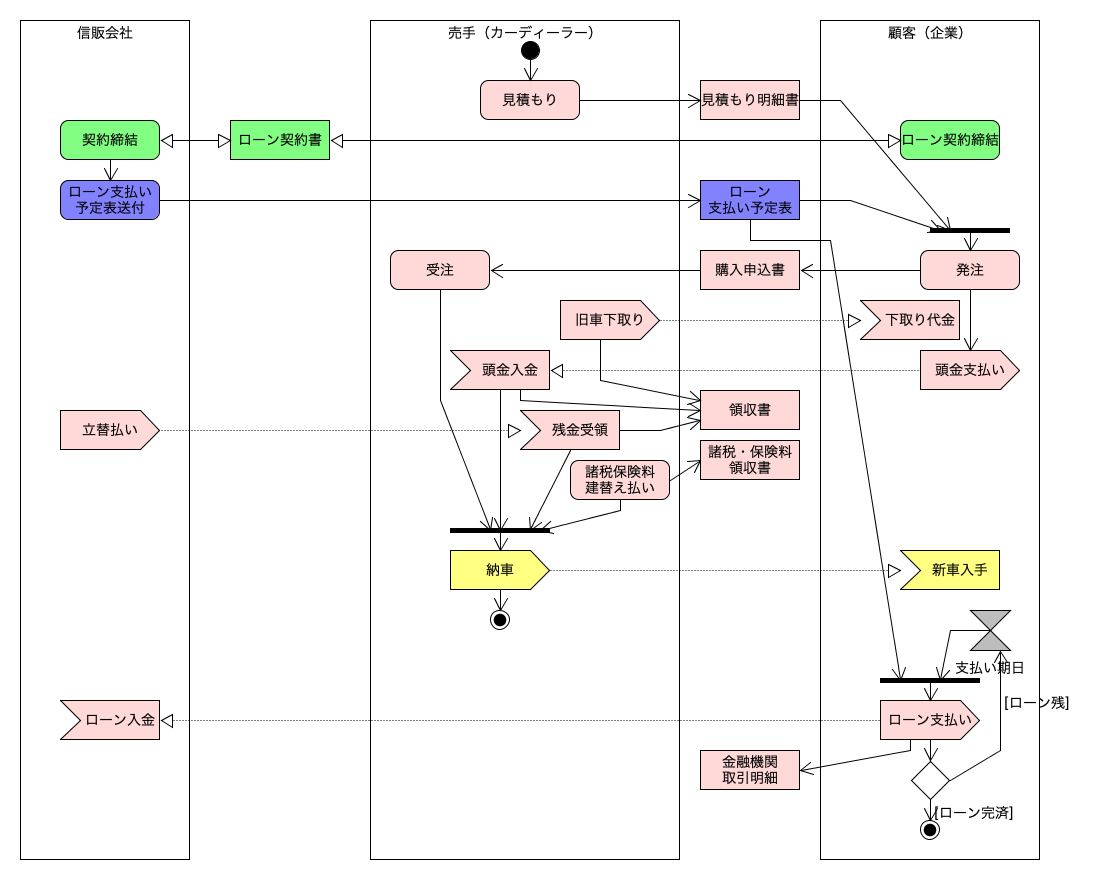 信販会社
売手（カーディーラー）
顧客（企業）
見積もり
見積もり明細書
契約締結
ローン契約書
ローン契約締結
ローン支払い
予定表送付
ローン
支払い予定表
受注
購入申込書
発注
旧車下取り
下取り代金
頭金入金
頭金支払い
領収書
立替払い
残金受領
諸税・保険料
領収書
諸税保険料
建替え払い
納車
新車入手
支払い期日
[ローン残]
ローン入金
ローン支払い
金融機関
取引明細
[ローン完済]